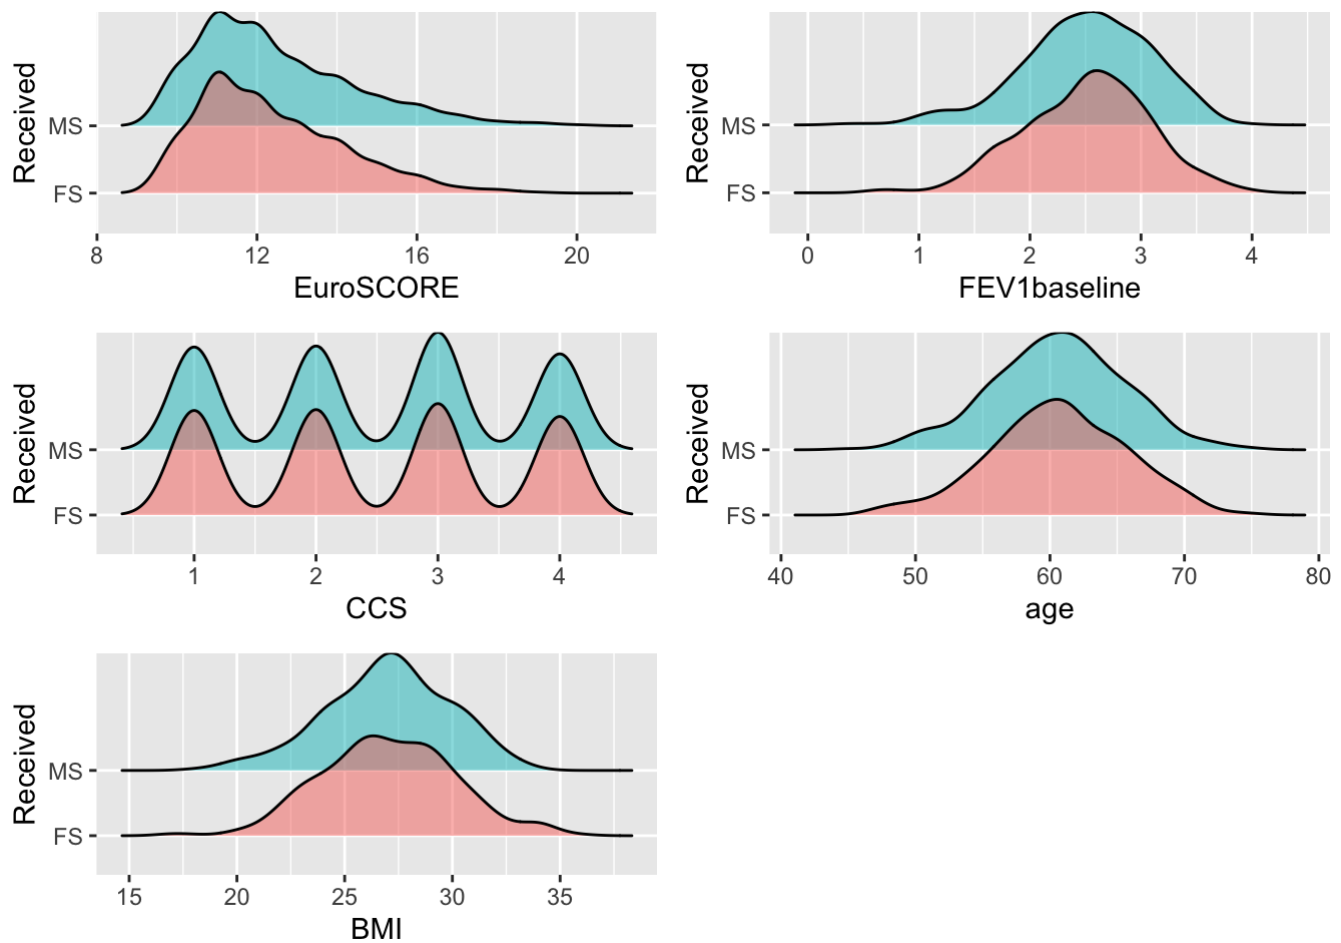 Received
MS
FS
8 12 16 20
EuroSCORE
Received
MS
FS
0 1 2 3 4
FEV1baseline
Received
MS
FS
1 2 3 4
CCS
Received
MS
FS
40 50 60 70 80
age
Received
MS
FS
15 20 25 30 35
BMI